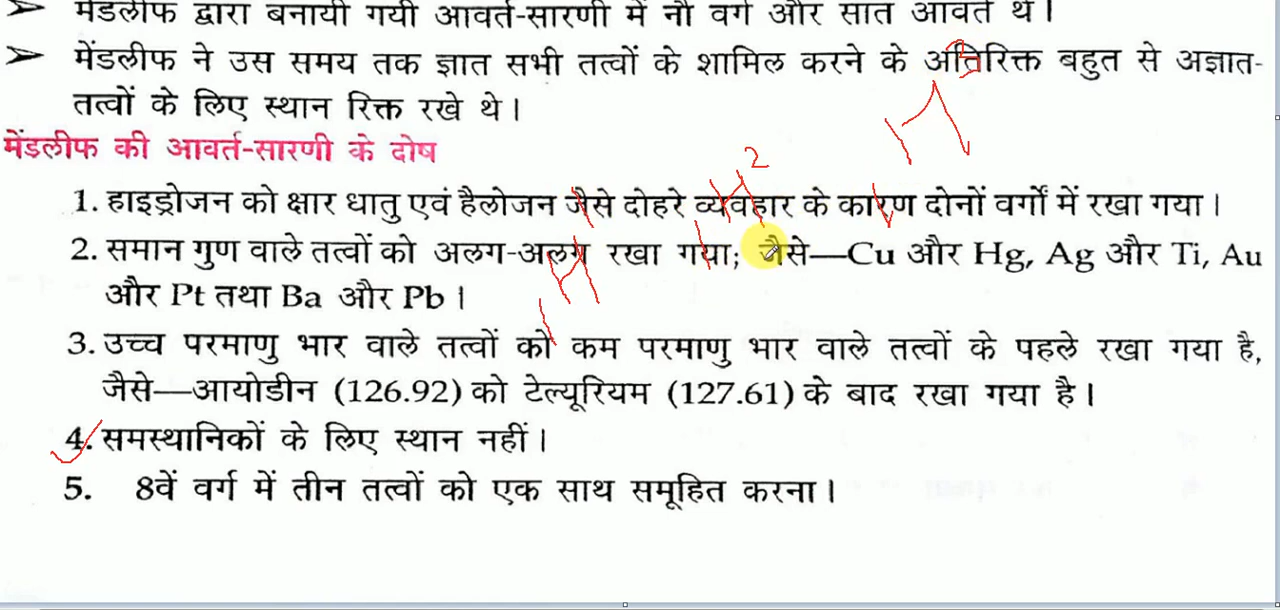 ➢ मेंडलीफ द्वारा बनायी गयी आवर्त-सारणी में नौ वर्ग और सात आवर्त थे।
➢ मेंडलीफ ने उस समय तक ज्ञात सभी तत्वों के शामिल करने के अतिरिक्त बहुत से अज्ञात-
तत्वों के लिए स्थान रिक्त रखे थे।
मेंडलीफ की आवर्त-सारणी के दोष
1. हाइड्रोजन को क्षार धातु एवं हैलोजन जैसे दोहरे व्यवहार के कारण दोनों वर्गों में रखा गया।
2. समान गुण वाले तत्वों को अलग-अलग रखा गया; जैसे—Cu और Hg, Ag और Ti, Au
और Pt तथा Ba और Pb।
3. उच्च परमाणु भार वाले तत्वों को कम परमाणु भार वाले तत्वों के पहले रखा गया है,
जैसे—आयोडीन (126.92) को टेल्यूरियम (127.61) के बाद रखा गया है।
4. समस्थानिकों के लिए स्थान नहीं।
5. 8वें वर्ग में तीन तत्वों को एक साथ समूहित करना।
₁H¹
₁H²
₁H³